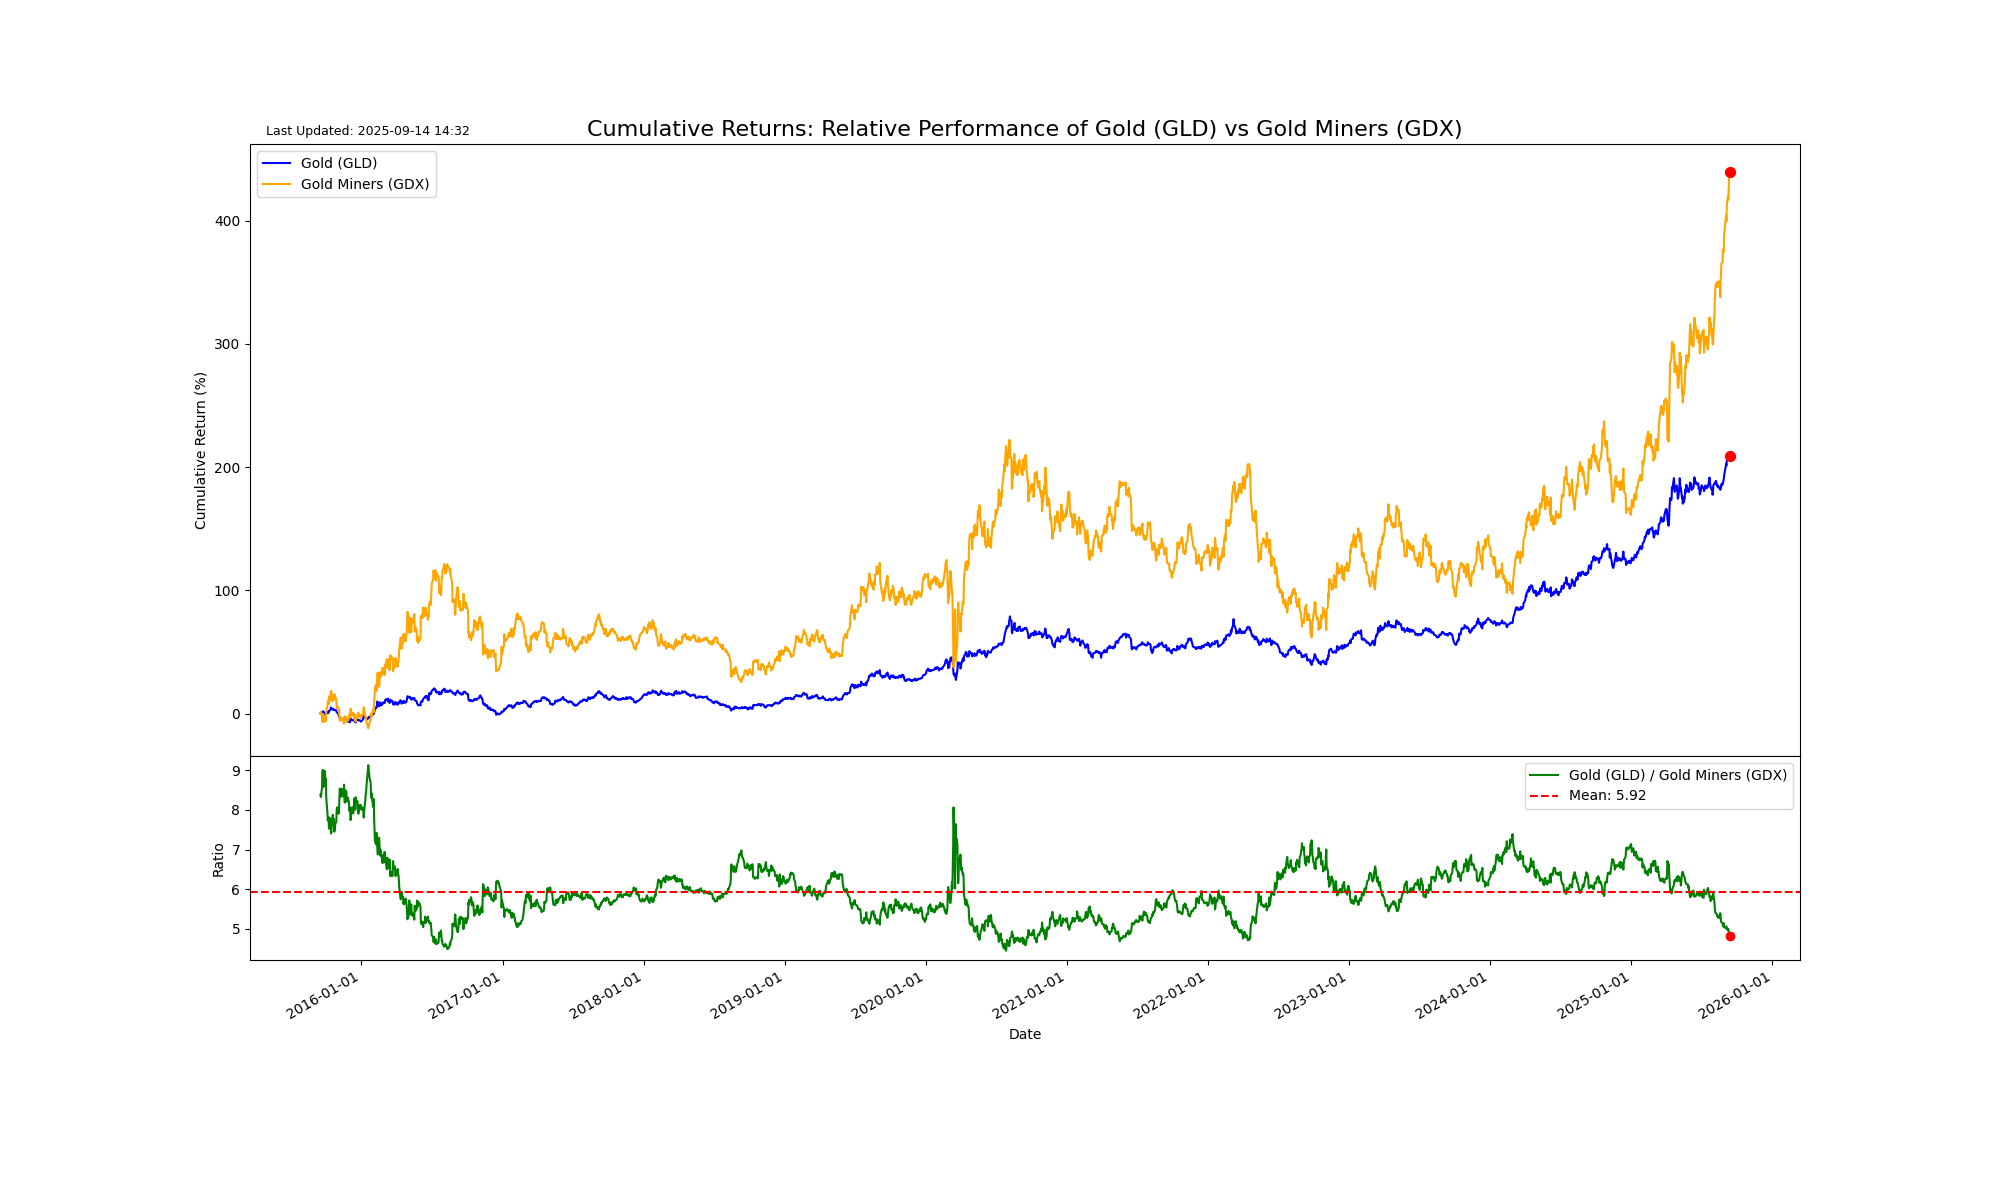 Last Updated: 2025-09-14 14:32
Cumulative Returns: Relative Performance of Gold (GLD) vs Gold Miners (GDX)
Gold (GLD)
Gold Miners (GDX)
Cumulative Return (%)
400
300
200
100
0
Gold (GLD) / Gold Miners (GDX)
Mean: 5.92
Ratio
9
8
7
6
5
2016-01-01
2017-01-01
2018-01-01
2019-01-01
2020-01-01
2021-01-01
2022-01-01
2023-01-01
2024-01-01
2025-01-01
2026-01-01
Date